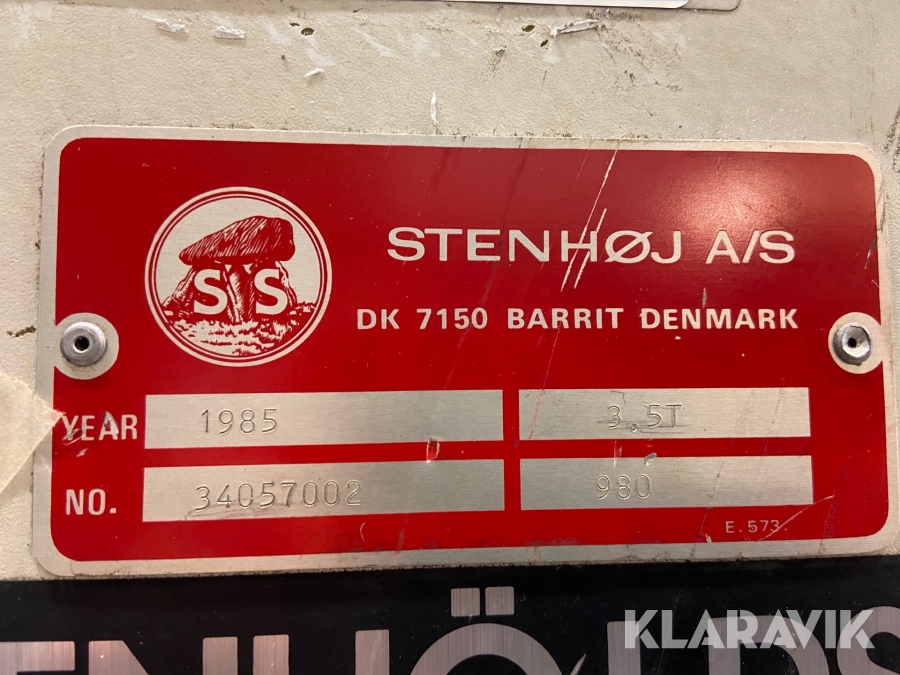 SS
STENHØJ A/S
DK 7150 BARRIT DENMARK
YEAR 1985 3,5T
NO. 34057002 980
E. 573.
KLARAVIK